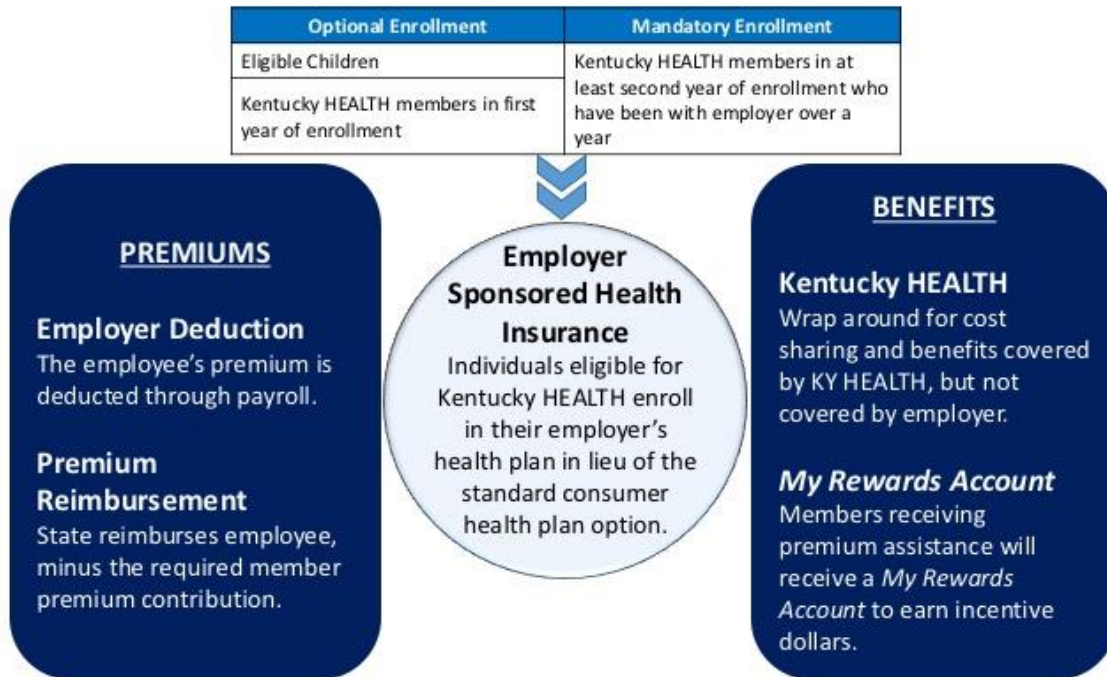 Optional Enrollment
Mandatory Enrollment
Eligible Children
Kentucky HEALTH members in first
year of enrollment
Kentucky HEALTH members in at
least second year of enrollment who
have been with employer over a
year
PREMIUMS
Employer Deduction
The employee’s premium is
deducted through payroll.
Premium
Reimbursement
State reimburses employee,
minus the required member
premium contribution.
Employer
Sponsored Health
Insurance
Individuals eligible for
Kentucky HEALTH enroll
in their employer’s
health plan in lieu of the
standard consumer
health plan option.
BENEFITS
Kentucky HEALTH
Wrap around for cost
sharing and benefits covered
by KY HEALTH, but not
covered by employer.
My Rewards Account
Members receiving
premium assistance will
receive a My Rewards
Account to earn incentive
dollars.